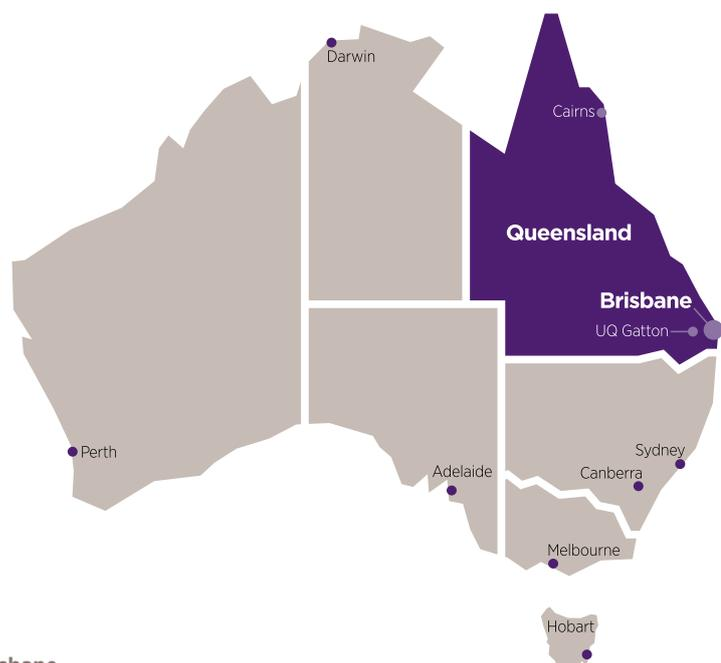 Darwin
Cairns
Queensland
Brisbane
UQ Gatton
Perth
Adelaide
Sydney
Canberra
Melbourne
Hobart